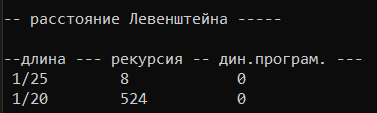 -- расстояние Левенштейна -----
--длина --- рекурсия -- дин.програм. ---
1/25 8 0
1/20 524 0